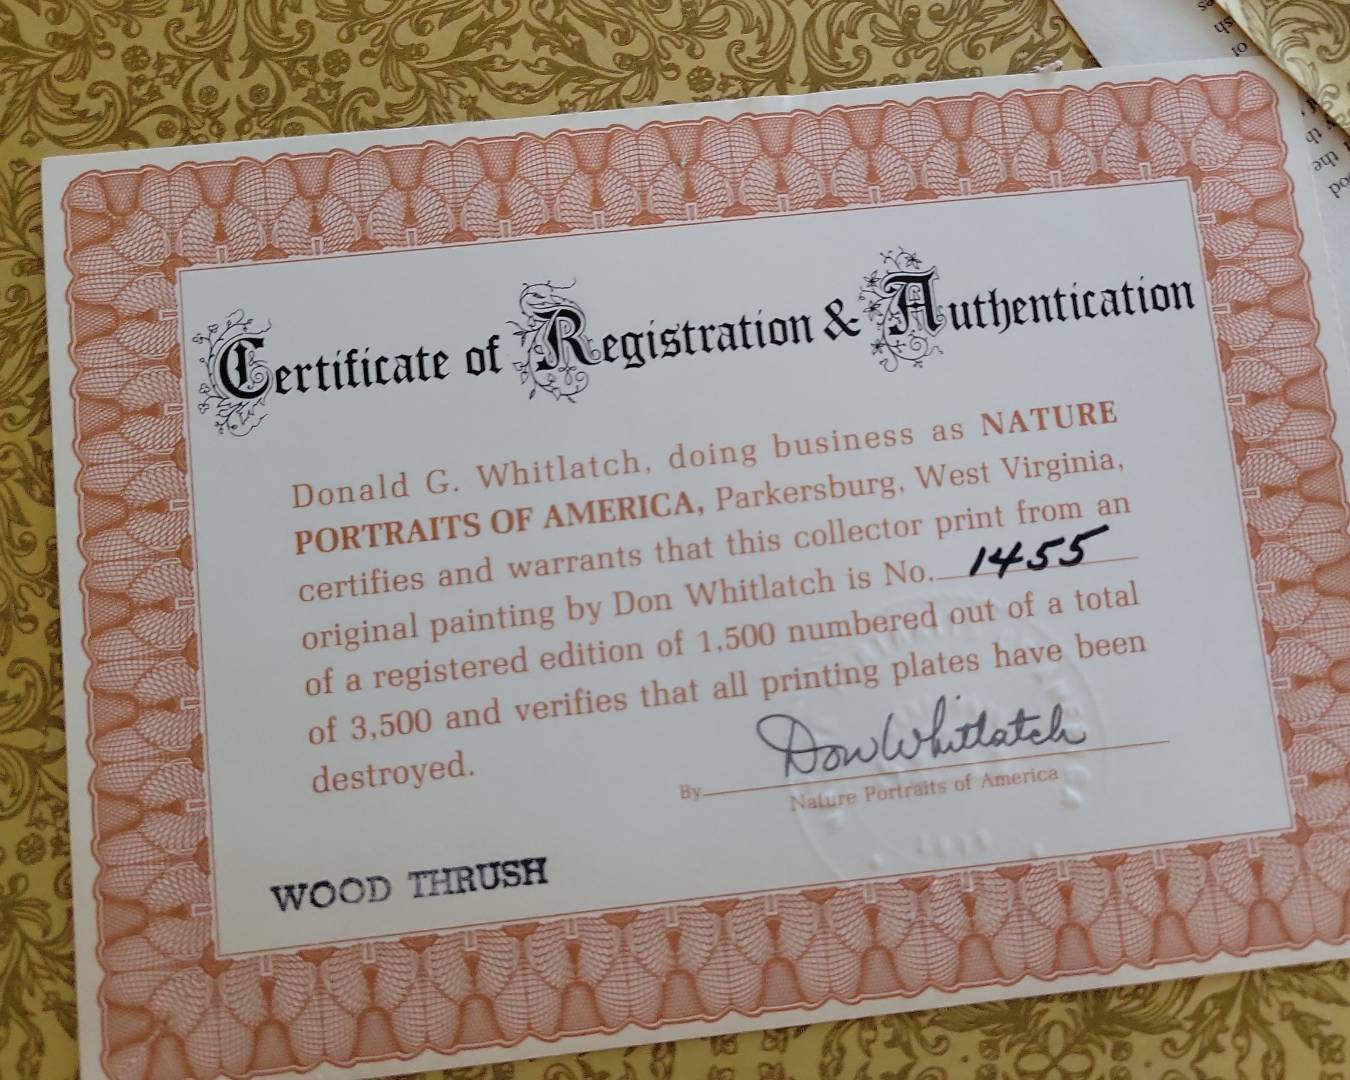 Certificate of Registration & Authentication
Donald G. Whitlatch, doing business as NATURE
PORTRAITS OF AMERICA, Parkersburg, West Virginia,
certifies and warrants that this collector print from an
original painting by Don Whitlatch is No. 1455
of a registered edition of 1,500 numbered out of a total
of 3,500 and verifies that all printing plates have been
destroyed.
Don Whitlatch
By
Nature Portraits of America
WOOD THRUSH
the